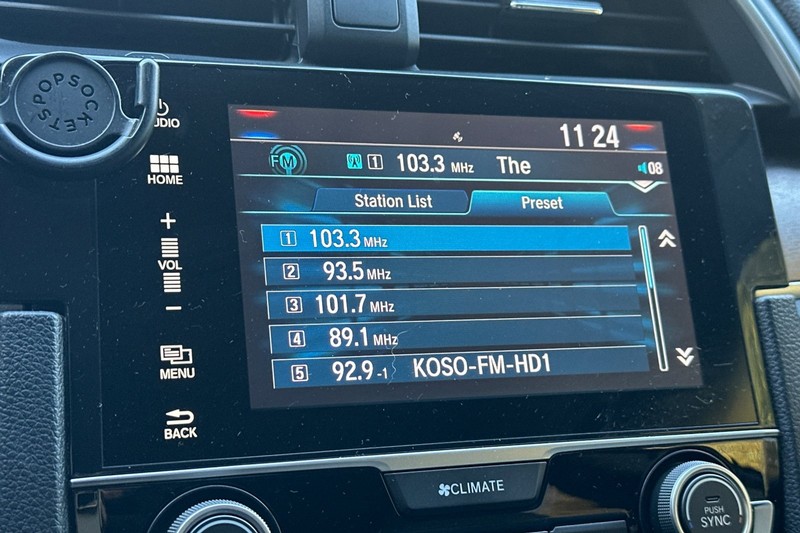 POPSOCKETS
11 24
AUDIO
FM 1 103.3 MHz The 08
HOME
Station List Preset
+
1 103.3 MHz
VOL
2 93.5 MHz
3 101.7 MHz
−
4 89.1 MHz
MENU
5 92.9 -1 KOSO-FM-HD1
BACK
CLIMATE
PUSH
SYNC